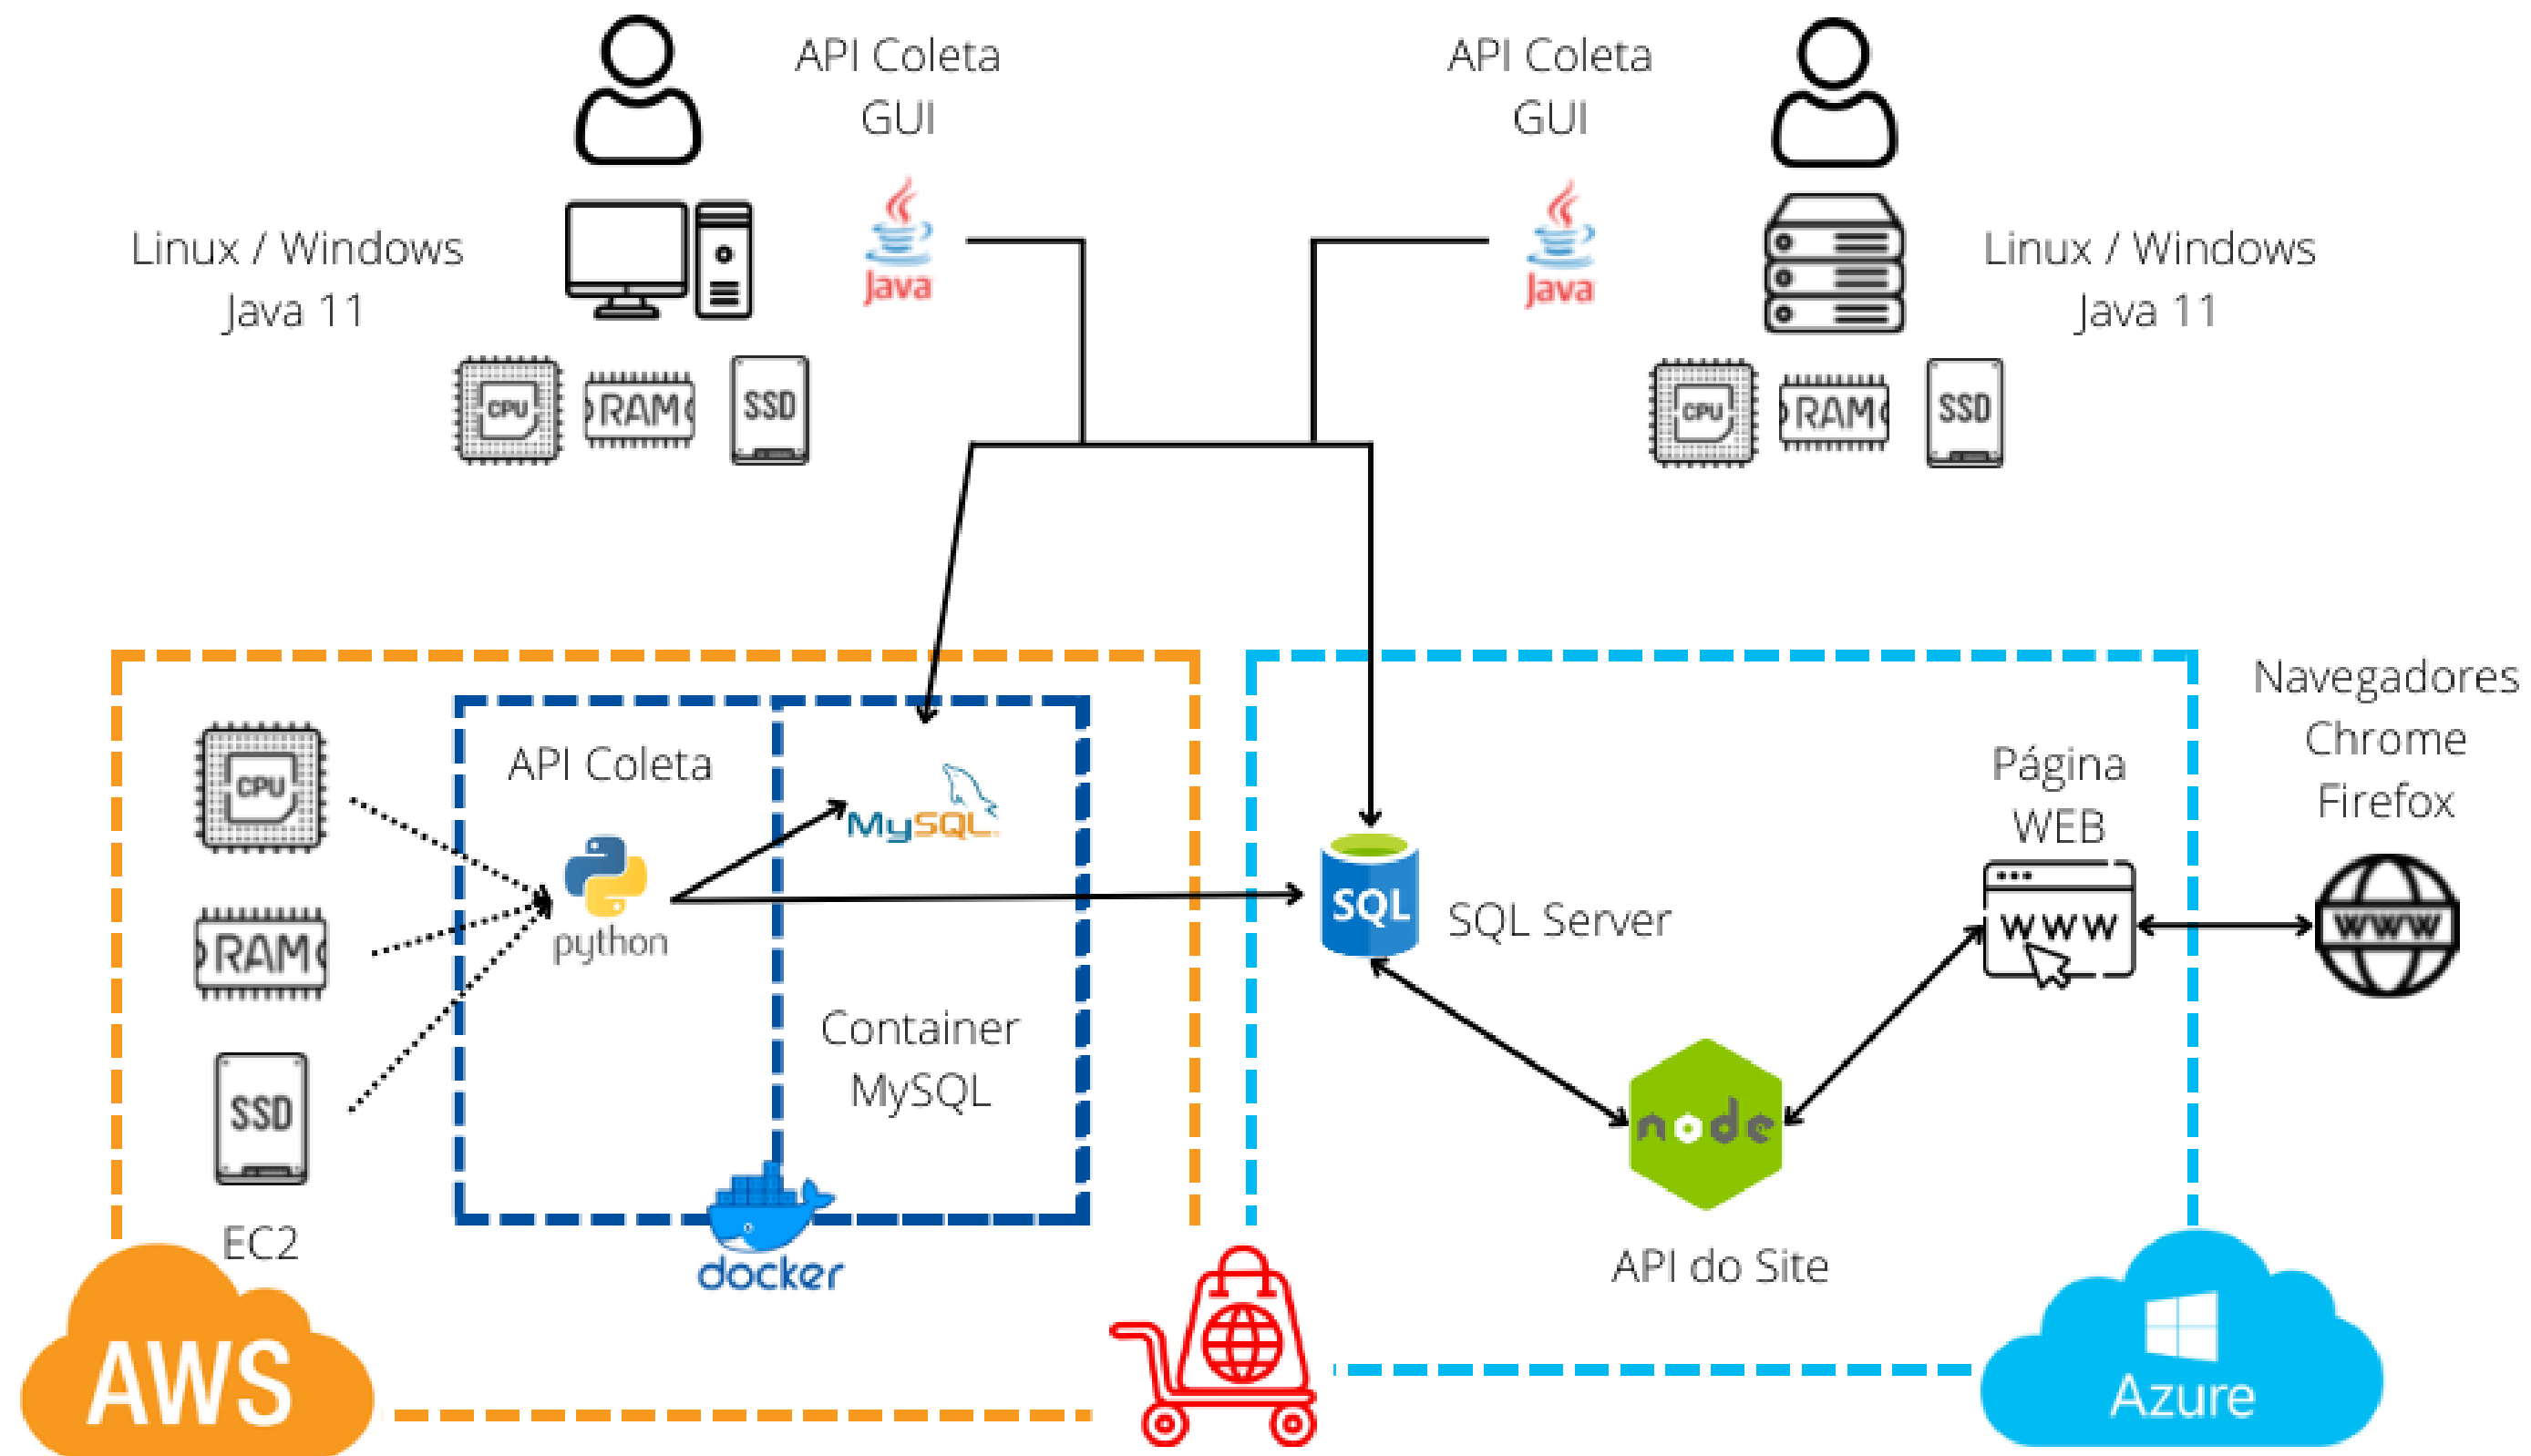 API Coleta
GUI
Java
Linux / Windows
Java 11
CPU
RAM
SSD
API Coleta
GUI
Java
Linux / Windows
Java 11
CPU
RAM
SSD
CPU
RAM
SSD
EC2
AWS
API Coleta
python
MySQL
Container
MySQL
docker
SQL
SQL Server
node
API do Site
Página
WEB
WWW
Navegadores
Chrome
Firefox
WWW
Azure